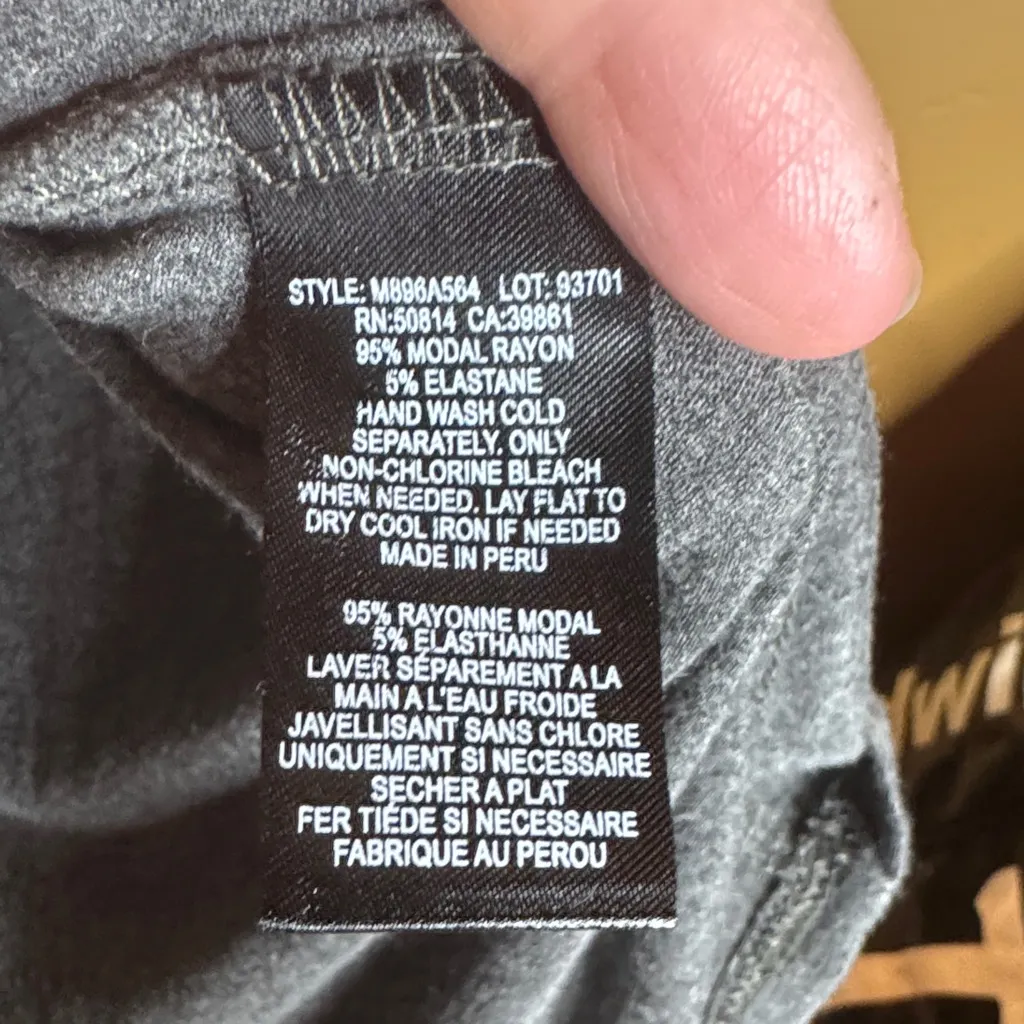 STYLE: M896A564 LOT: 93701
RN:50814 CA:39861
95% MODAL RAYON
5% ELASTANE
HAND WASH COLD
SEPARATELY. ONLY
NON-CHLORINE BLEACH
WHEN NEEDED. LAY FLAT TO
DRY COOL IRON IF NEEDED
MADE IN PERU
95% RAYONNE MODAL
5% ELASTHANNE
LAVER SÉPAREMENT A LA
MAIN A L'EAU FROIDE
JAVELLISANT SANS CHLORE
UNIQUEMENT SI NECESSAIRE
SECHER A PLAT
FER TIÉDE SI NECESSAIRE
FABRIQUE AU PEROU